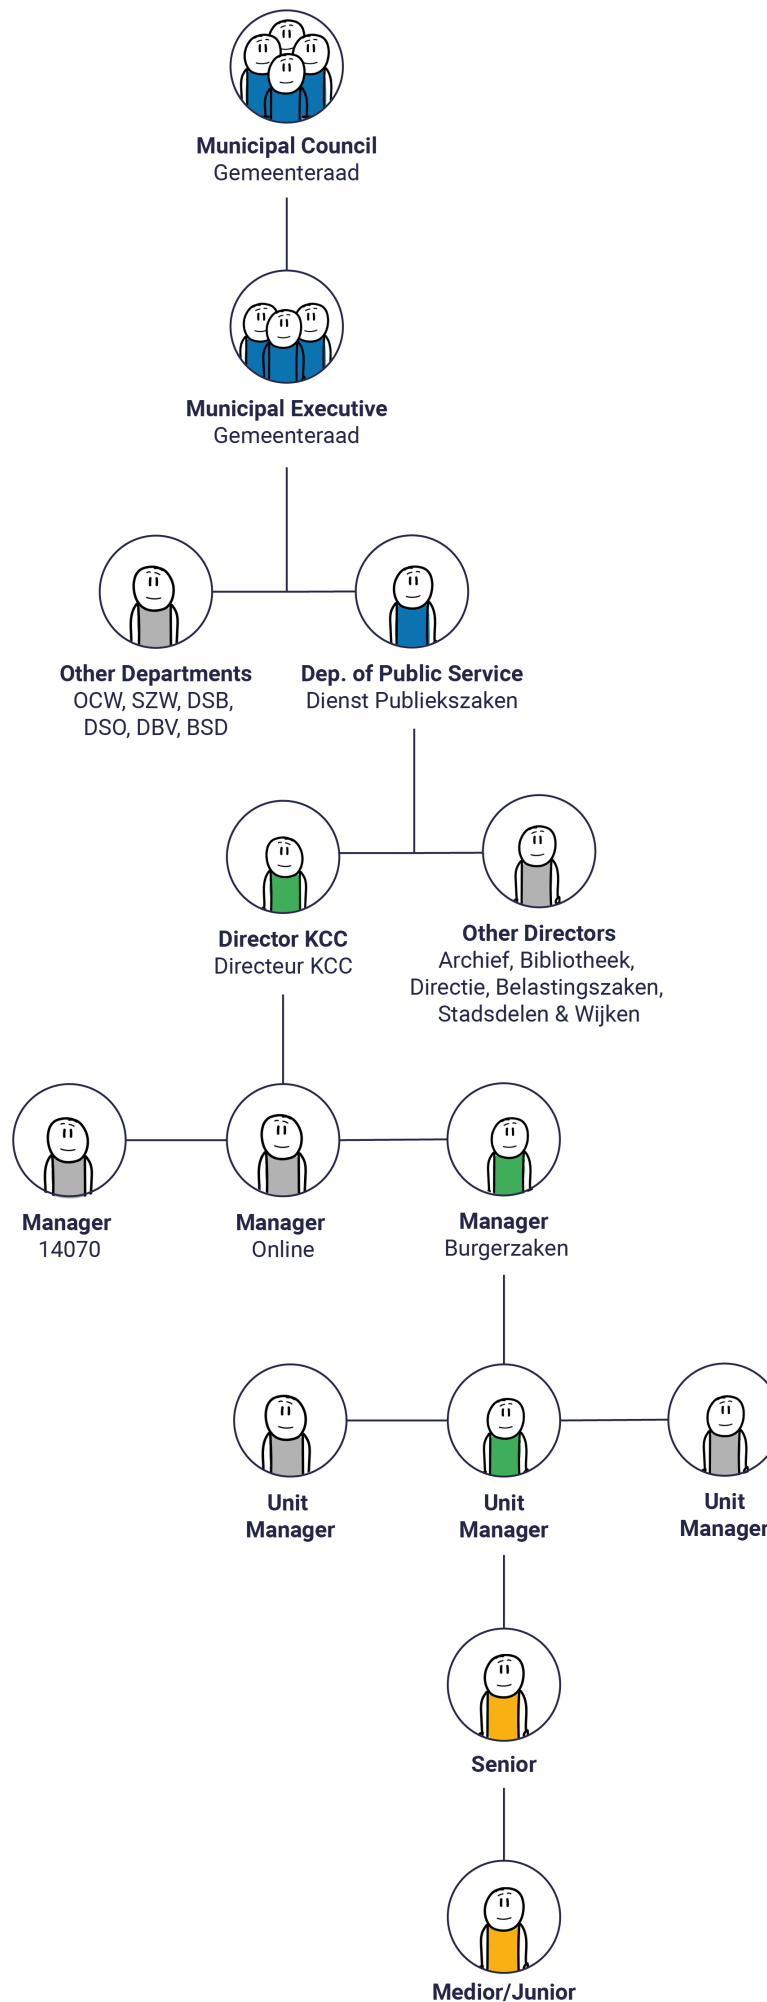 Municipal Council
Gemeenteraad
Municipal Executive
Gemeenteraad
Other Departments
OCW, SZW, DSB,
DSO, DBV, BSD
Dep. of Public Service
Dienst Publiekszaken
Director KCC
Directeur KCC
Other Directors
Archief, Bibliotheek,
Directie, Belastingszaken,
Stadsdelen & Wijken
Manager
14070
Manager
Online
Manager
Burgerzaken
Unit
Manager
Unit
Manager
Unit
Manager
Senior
Medior/Junior